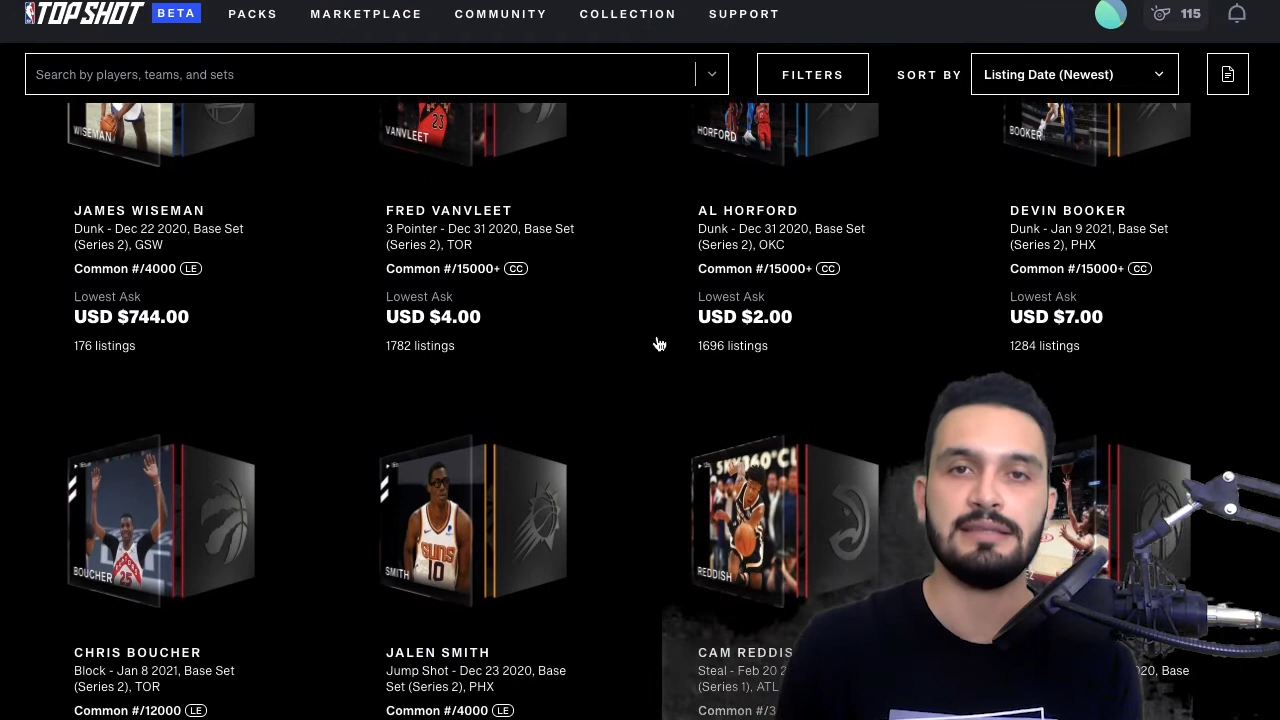 TOP SHOT BETA PACKS MARKETPLACE COMMUNITY COLLECTION SUPPORT 115
Search by players, teams, and sets FILTERS SORT BY Listing Date (Newest)
WISEMAN VANVLEET 23 HORFORD BOOKER
JAMES WISEMAN
Dunk - Dec 22 2020, Base Set
(Series 2), GSW
Common #/4000 LE
Lowest Ask
USD $744.00
176 listings
FRED VANVLEET
3 Pointer - Dec 31 2020, Base Set
(Series 2), TOR
Common #/15000+ CC
Lowest Ask
USD $4.00
1782 listings
AL HORFORD
Dunk - Dec 31 2020, Base Set
(Series 2), OKC
Common #/15000+ CC
Lowest Ask
USD $2.00
1696 listings
DEVIN BOOKER
Dunk - Jan 9 2021, Base Set
(Series 2), PHX
Common #/15000+ CC
Lowest Ask
USD $7.00
1284 listings
BOUCHER 25
SUNS 10 SMITH
REDDISH
CHRIS BOUCHER
Block - Jan 8 2021, Base Set
(Series 2), TOR
Common #/12000 LE
JALEN SMITH
Jump Shot - Dec 23 2020, Base
Set (Series 2), PHX
Common #/4000 LE
CAM REDDIS
Steal - Feb 20 2
(Series 1), ATL
Common #/3
020, Base